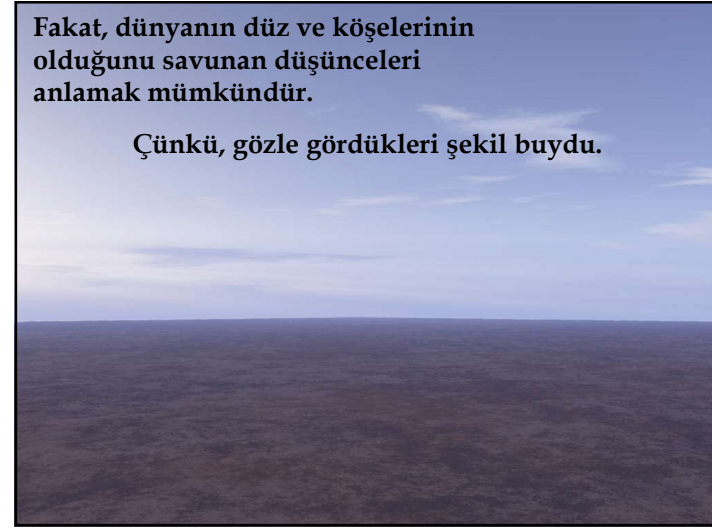 Fakat, dünyanın düz ve köşelerinin
olduğunu savunan düşünceleri
anlamak mümkündür.
Çünkü, gözle gördükleri şekil buydu.